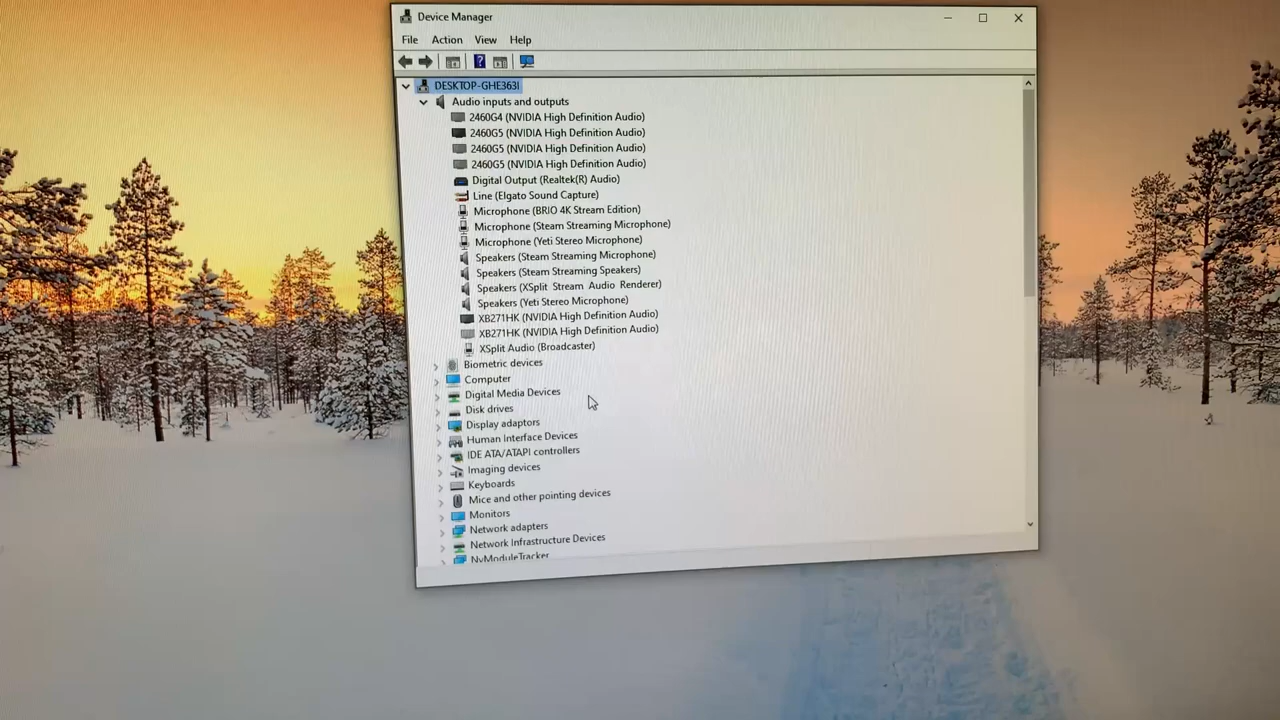 Device Manager
File Action View Help
DESKTOP-GHE363I
Audio inputs and outputs
2460G4 (NVIDIA High Definition Audio)
2460G5 (NVIDIA High Definition Audio)
2460G5 (NVIDIA High Definition Audio)
2460G5 (NVIDIA High Definition Audio)
Digital Output (Realtek(R) Audio)
Line (Elgato Sound Capture)
Microphone (BRIO 4K Stream Edition)
Microphone (Steam Streaming Microphone)
Microphone (Yeti Stereo Microphone)
Speakers (Steam Streaming Microphone)
Speakers (Steam Streaming Speakers)
Speakers (XSplit Stream Audio Renderer)
Speakers (Yeti Stereo Microphone)
XB271HK (NVIDIA High Definition Audio)
XB271HK (NVIDIA High Definition Audio)
XSplit Audio (Broadcaster)
Biometric devices
Computer
Digital Media Devices
Disk drives
Display adaptors
Human Interface Devices
IDE ATA/ATAPI controllers
Imaging devices
Keyboards
Mice and other pointing devices
Monitors
Network adapters
Network Infrastructure Devices
NvModuleTracker